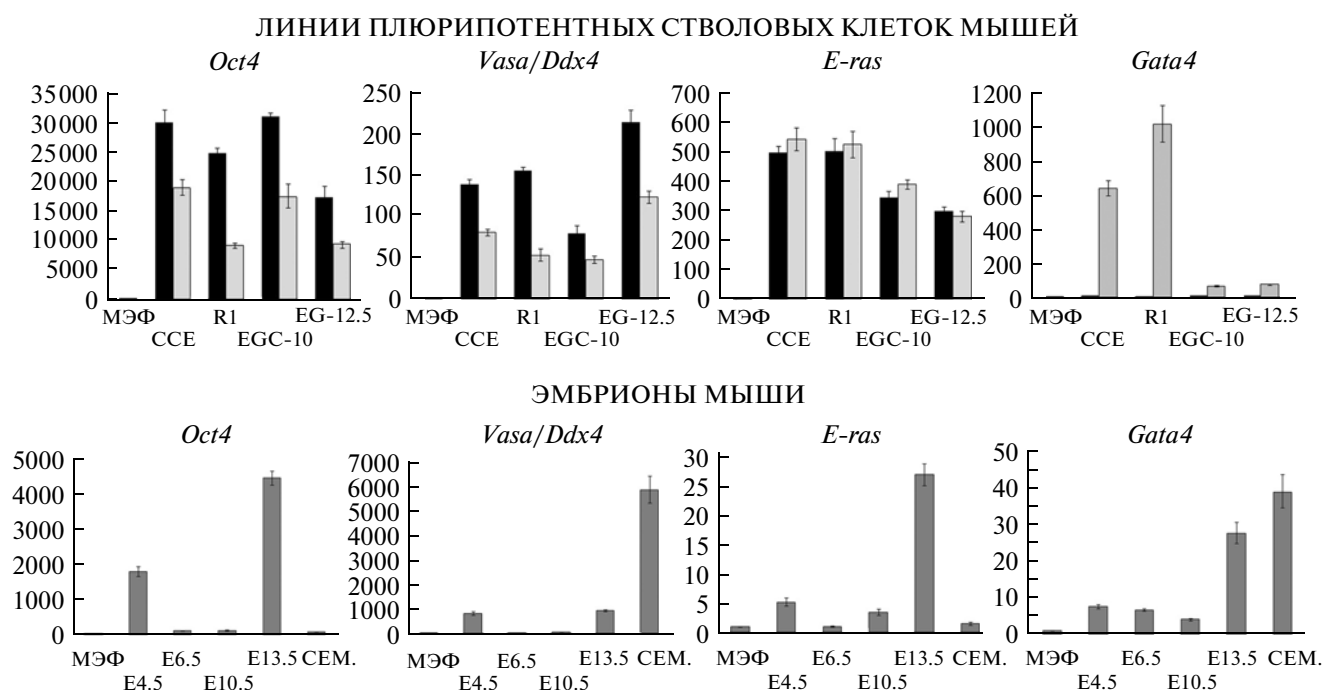 ЛИНИИ ПЛЮРИПОТЕНТНЫХ СТВОЛОВЫХ КЛЕТОК МЫШЕЙ
Oct4
35000
30000
25000
20000
15000
10000
5000
0
МЭФ R1 EG-12.5
CCE EGC-10
Vasa/Ddx4
250
200
150
100
50
0
МЭФ R1 EG-12.5
CCE EGC-10
E-ras
700
600
500
400
300
200
100
0
МЭФ R1 EG-12.5
CCE EGC-10
Gata4
1200
1000
800
600
400
200
0
МЭФ R1 EG-12.5
CCE EGC-10
ЭМБРИОНЫ МЫШИ
Oct4
5000
4000
3000
2000
1000
0
МЭФ E6.5 E13.5 СЕМ.
E4.5 E10.5
Vasa/Ddx4
7000
6000
5000
4000
3000
2000
1000
0
МЭФ E6.5 E13.5 СЕМ.
E4.5 E10.5
E-ras
30
25
20
15
10
5
0
МЭФ E6.5 E13.5 СЕМ.
E4.5 E10.5
Gata4
50
40
30
20
10
0
МЭФ E6.5 E13.5 СЕМ.
E4.5 E10.5